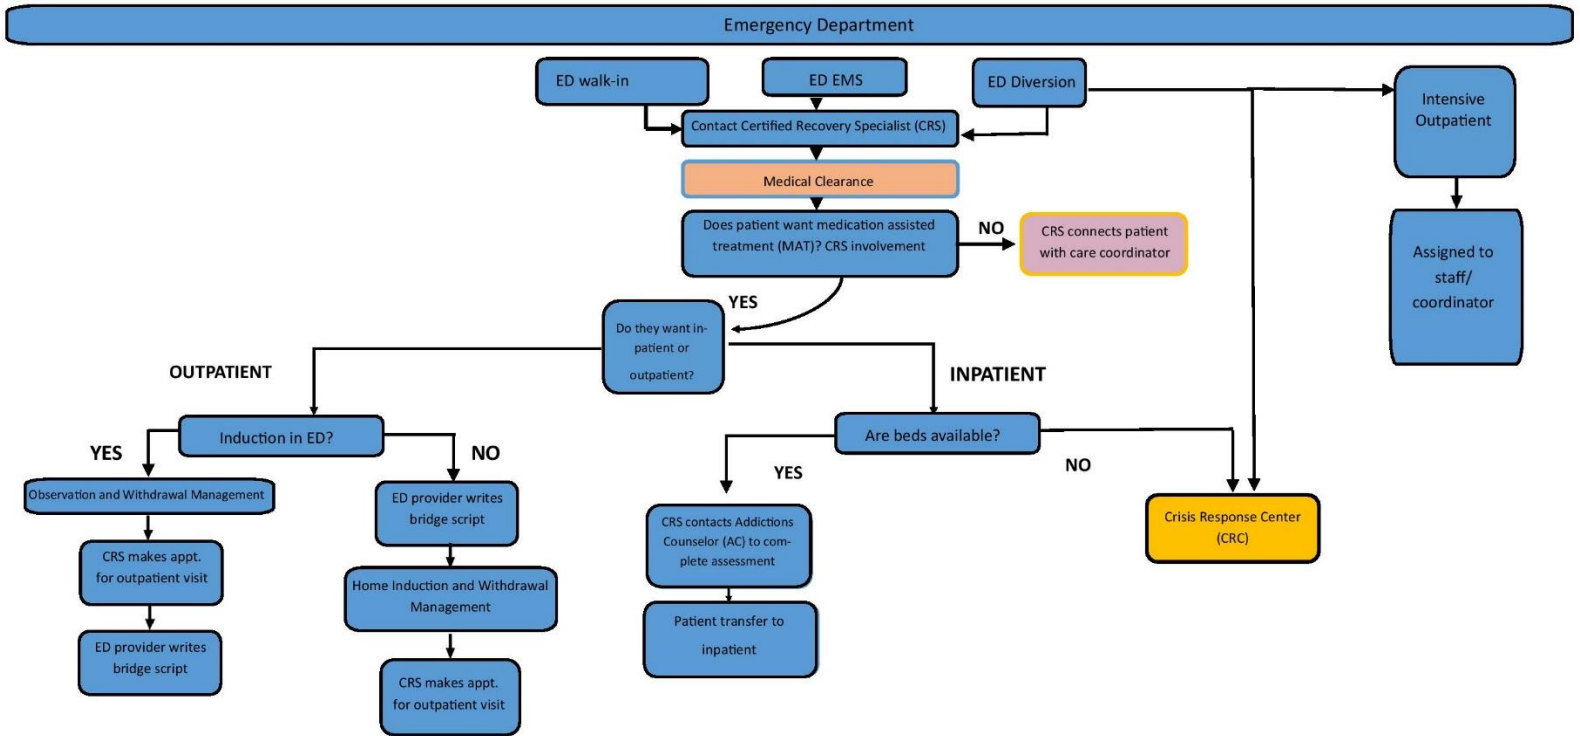 Emergency Department
ED walk-in
ED EMS
ED Diversion
Intensive
Outpatient
Contact Certified Recovery Specialist (CRS)
Medical Clearance
Does patient want medication assisted
treatment (MAT)? CRS involvement
NO
CRS connects patient
with care coordinator
Assigned to
staff/
coordinator
YES
Do they want in-
patient or
outpatient?
OUTPATIENT
INPATIENT
Induction in ED?
Are beds available?
YES
NO
YES
NO
Observation and Withdrawal Management
ED provider writes
bridge script
CRS contacts Addictions
Counselor (AC) to com-
plete assessment
Crisis Response Center
(CRC)
CRS makes appt.
for outpatient visit
Home Induction and Withdrawal
Management
Patient transfer to
inpatient
ED provider writes
bridge script
CRS makes appt.
for outpatient visit